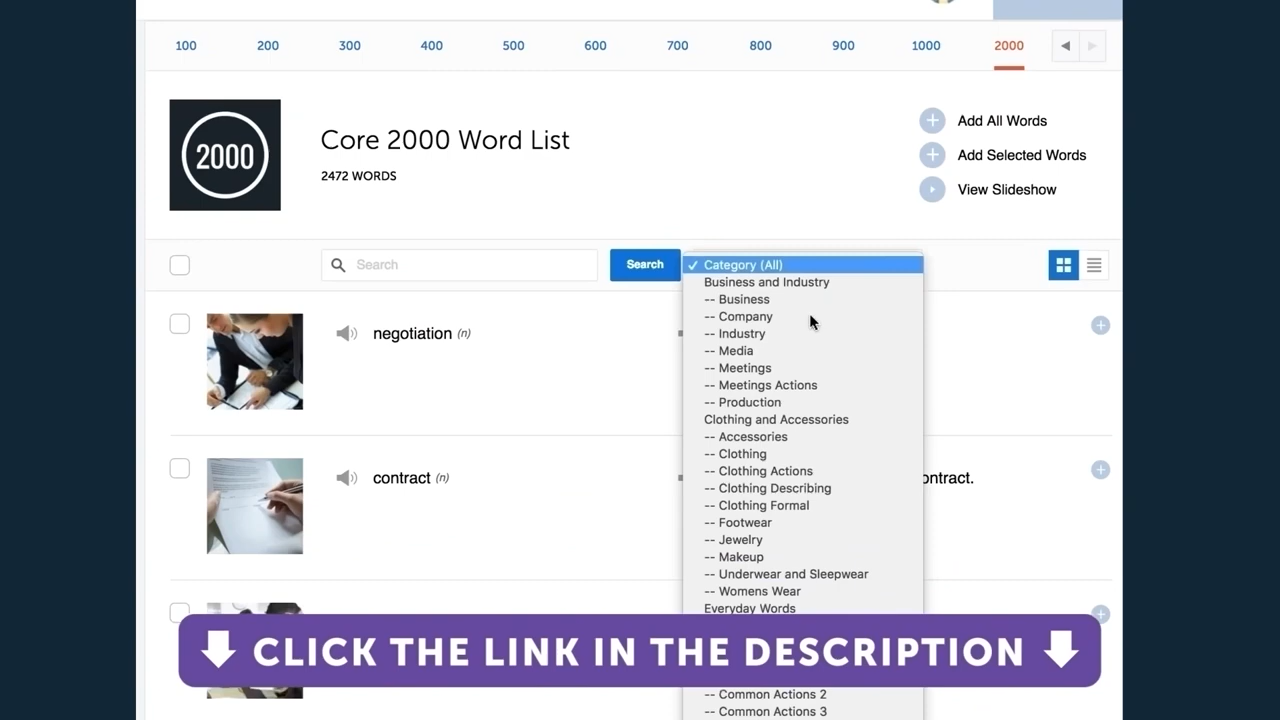 100 200 300 400 500 600 700 800 900 1000 2000
2000
Core 2000 Word List
2472 WORDS
Add All Words
Add Selected Words
View Slideshow
Search
Search
✓ Category (All)
Business and Industry
-- Business
-- Company
-- Industry
-- Media
-- Meetings
-- Meetings Actions
-- Production
Clothing and Accessories
-- Accessories
-- Clothing
-- Clothing Actions
-- Clothing Describing
-- Clothing Formal
-- Footwear
-- Jewelry
-- Makeup
-- Underwear and Sleepwear
-- Womens Wear
Everyday Words
-- Common Actions 2
-- Common Actions 3
negotiation (n)
contract (n)
ontract.
CLICK THE LINK IN THE DESCRIPTION